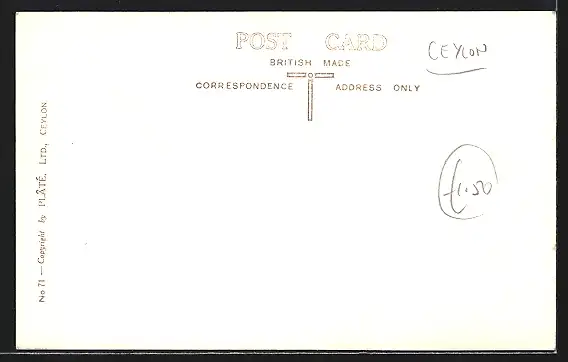 POST CARD
CEYLON
BRITISH MADE
CORRESPONDENCE ADDRESS ONLY
£1.50
No 71 — Copyright by PLÂTÉ, LTD., CEYLON